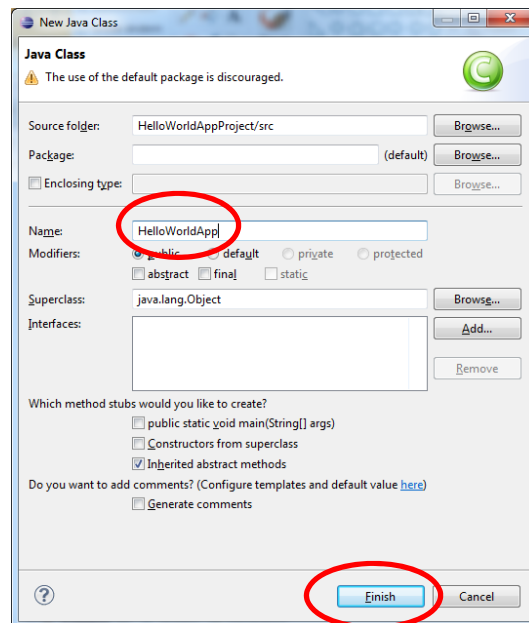 New Java Class
Java Class
The use of the default package is discouraged.
Source folder: HelloWorldAppProject/src Browse...
Package: (default) Browse...
Enclosing type: Browse...
Name: HelloWorldApp
Modifiers: public default private protected
abstract final static
Superclass: java.lang.Object Browse...
Interfaces: Add...
Remove
Which method stubs would you like to create?
public static void main(String[] args)
Constructors from superclass
Inherited abstract methods
Do you want to add comments? (Configure templates and default value here)
Generate comments
? Finish Cancel